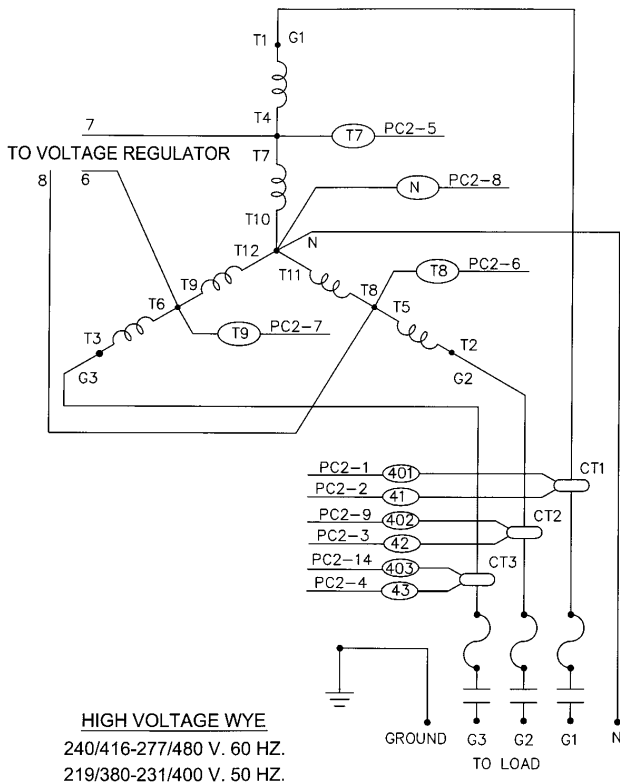 T1 G1
T4
7
T7 PC2-5
TO VOLTAGE REGULATOR
T7
8 6
N PC2-8
T10
T12 N
T11
T9 T8 T8 PC2-6
T6 T5
T9 PC2-7
T3 T2
G3 G2
PC2-1 401 CT1
PC2-2 41
PC2-9 402 CT2
PC2-3 42
PC2-14 403 CT3
PC2-4 43
GROUND G3 G2 G1 N
TO LOAD
HIGH VOLTAGE WYE
240/416-277/480 V. 60 HZ.
219/380-231/400 V. 50 HZ.